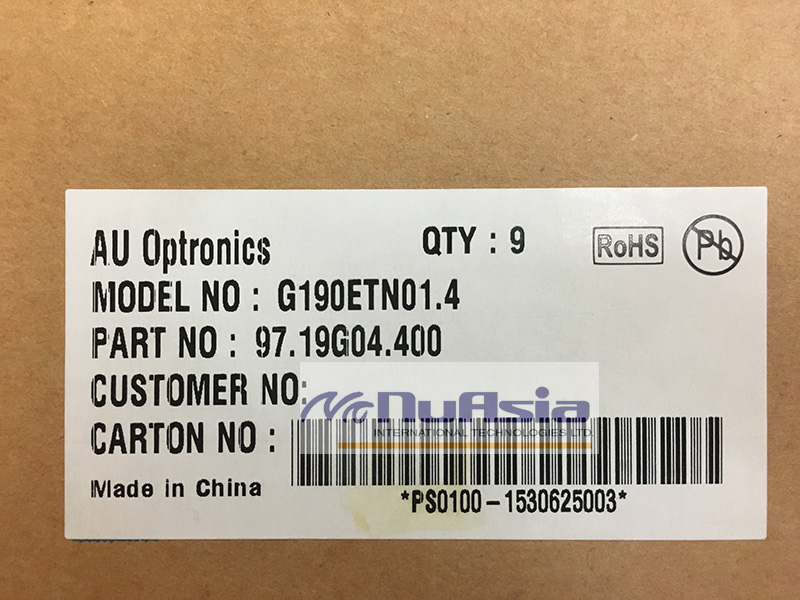 AU Optronics QTY : 9 RoHS Pb
MODEL NO : G190ETN01.4
PART NO : 97.19G04.400
CUSTOMER NO:
NuAsia
INTERNATIONAL TECHNOLOGIES LTD.
CARTON NO :
*PS0100-1530625003*
Made in China